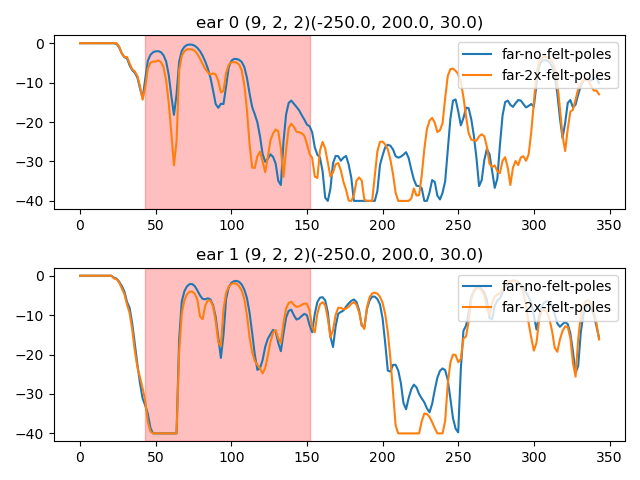 ear 0 (9, 2, 2)(-250.0, 200.0, 30.0)
0
−10
−20
−30
−40
far-no-felt-poles
far-2x-felt-poles
0 50 100 150 200 250 300 350
ear 1 (9, 2, 2)(-250.0, 200.0, 30.0)
0
−10
−20
−30
−40
far-no-felt-poles
far-2x-felt-poles
0 50 100 150 200 250 300 350